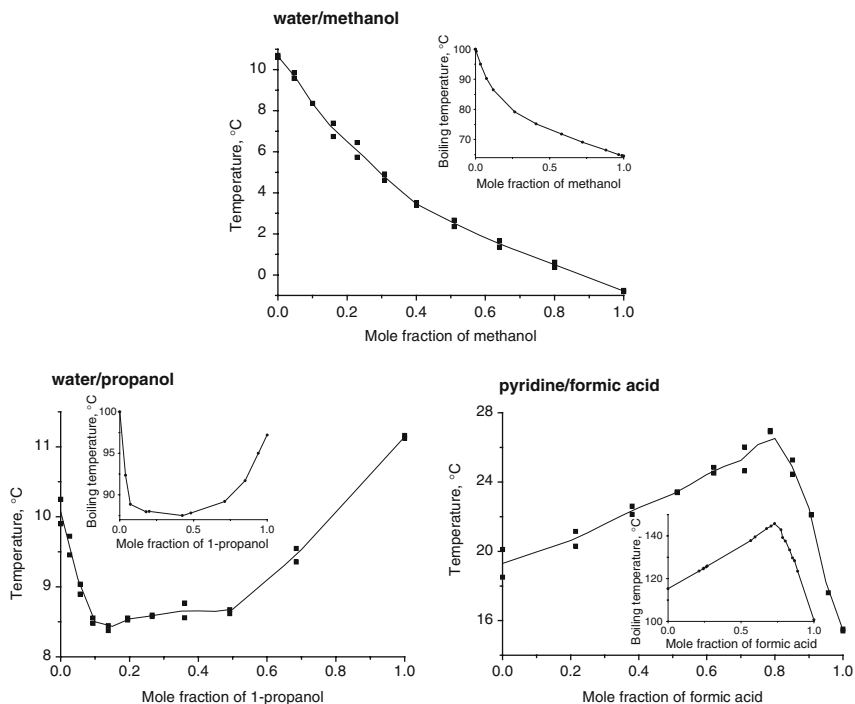 water/methanol
Temperature, °C
10
8
6
4
2
0
0.0 0.2 0.4 0.6 0.8 1.0
Mole fraction of methanol
Boiling temperature, °C
100
90
80
70
0.0 0.5 1.0
Mole fraction of methanol
water/propanol
Temperature, °C
11
10
9
8
0.0 0.2 0.4 0.6 0.8 1.0
Mole fraction of 1-propanol
Boiling temperature, °C
100
95
90
0.0 0.5 1.0
Mole fraction of 1-propanol
pyridine/formic acid
Temperature, °C
28
24
20
16
0.0 0.2 0.4 0.6 0.8 1.0
Mole fraction of formic acid
Boiling temperature, °C
140
120
100
0.0 0.5 1.0
Mole fraction of formic acid